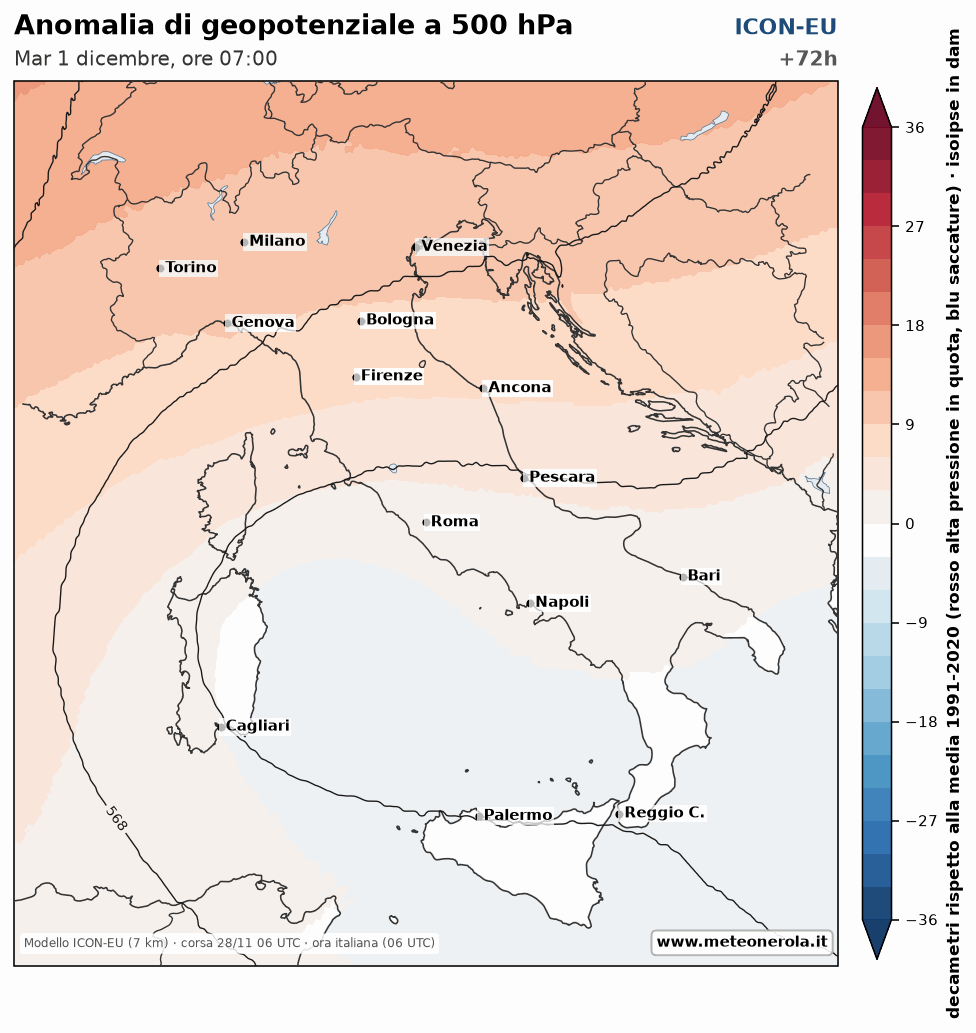 Anomalia di geopotenziale a 500 hPa
ICON-EU
Mar 1 dicembre, ore 07:00
+72h
Milano
Venezia
Torino
Genova
Bologna
Firenze
Ancona
Pescara
Roma
Bari
Napoli
Cagliari
568
Palermo
Reggio C.
Modello ICON-EU (7 km) · corsa 28/11 06 UTC · ora italiana (06 UTC)
www.meteonerola.it
36
27
18
9
0
−9
−18
−27
−36
decametri rispetto alla media 1991-2020 (rosso alta pressione in quota, blu saccature) · isoipse in dam